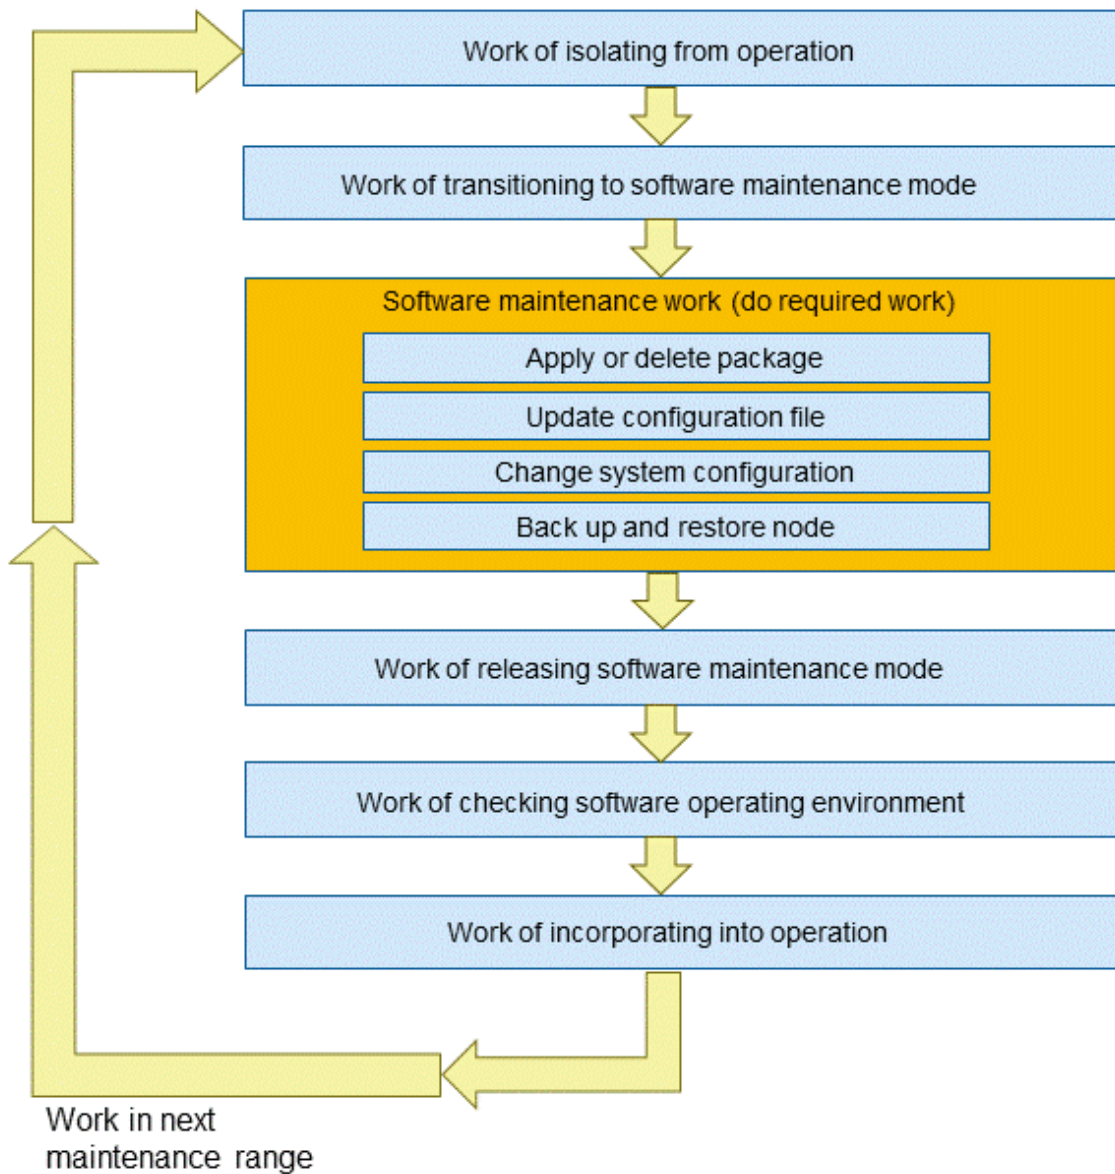 Work of isolating from operation
Work of transitioning to software maintenance mode
Software maintenance work (do required work)
Apply or delete package
Update configuration file
Change system configuration
Back up and restore node
Work of releasing software maintenance mode
Work of checking software operating environment
Work of incorporating into operation
Work in next
maintenance range